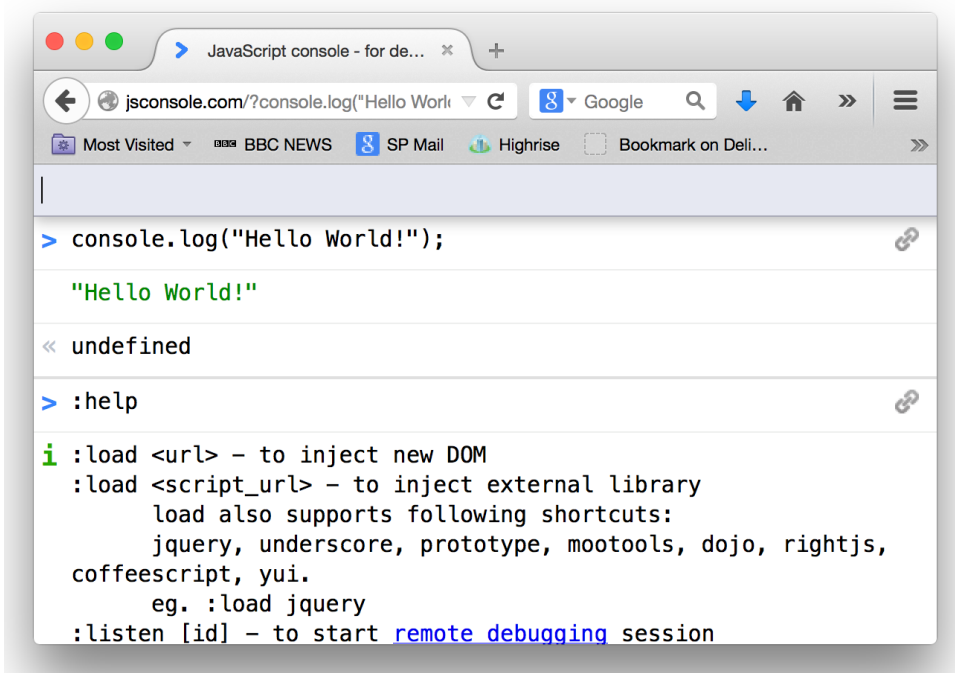 JavaScript console - for de...
jsconsole.com/?console.log("Hello Worl
Google
Most Visited BBC NEWS SP Mail Highrise Bookmark on Deli...
> console.log("Hello World!");
"Hello World!"
« undefined
> :help
i :load <url> – to inject new DOM
:load <script_url> – to inject external library
load also supports following shortcuts:
jquery, underscore, prototype, mootools, dojo, rightjs,
coffeescript, yui.
eg. :load jquery
:listen [id] – to start remote debugging session